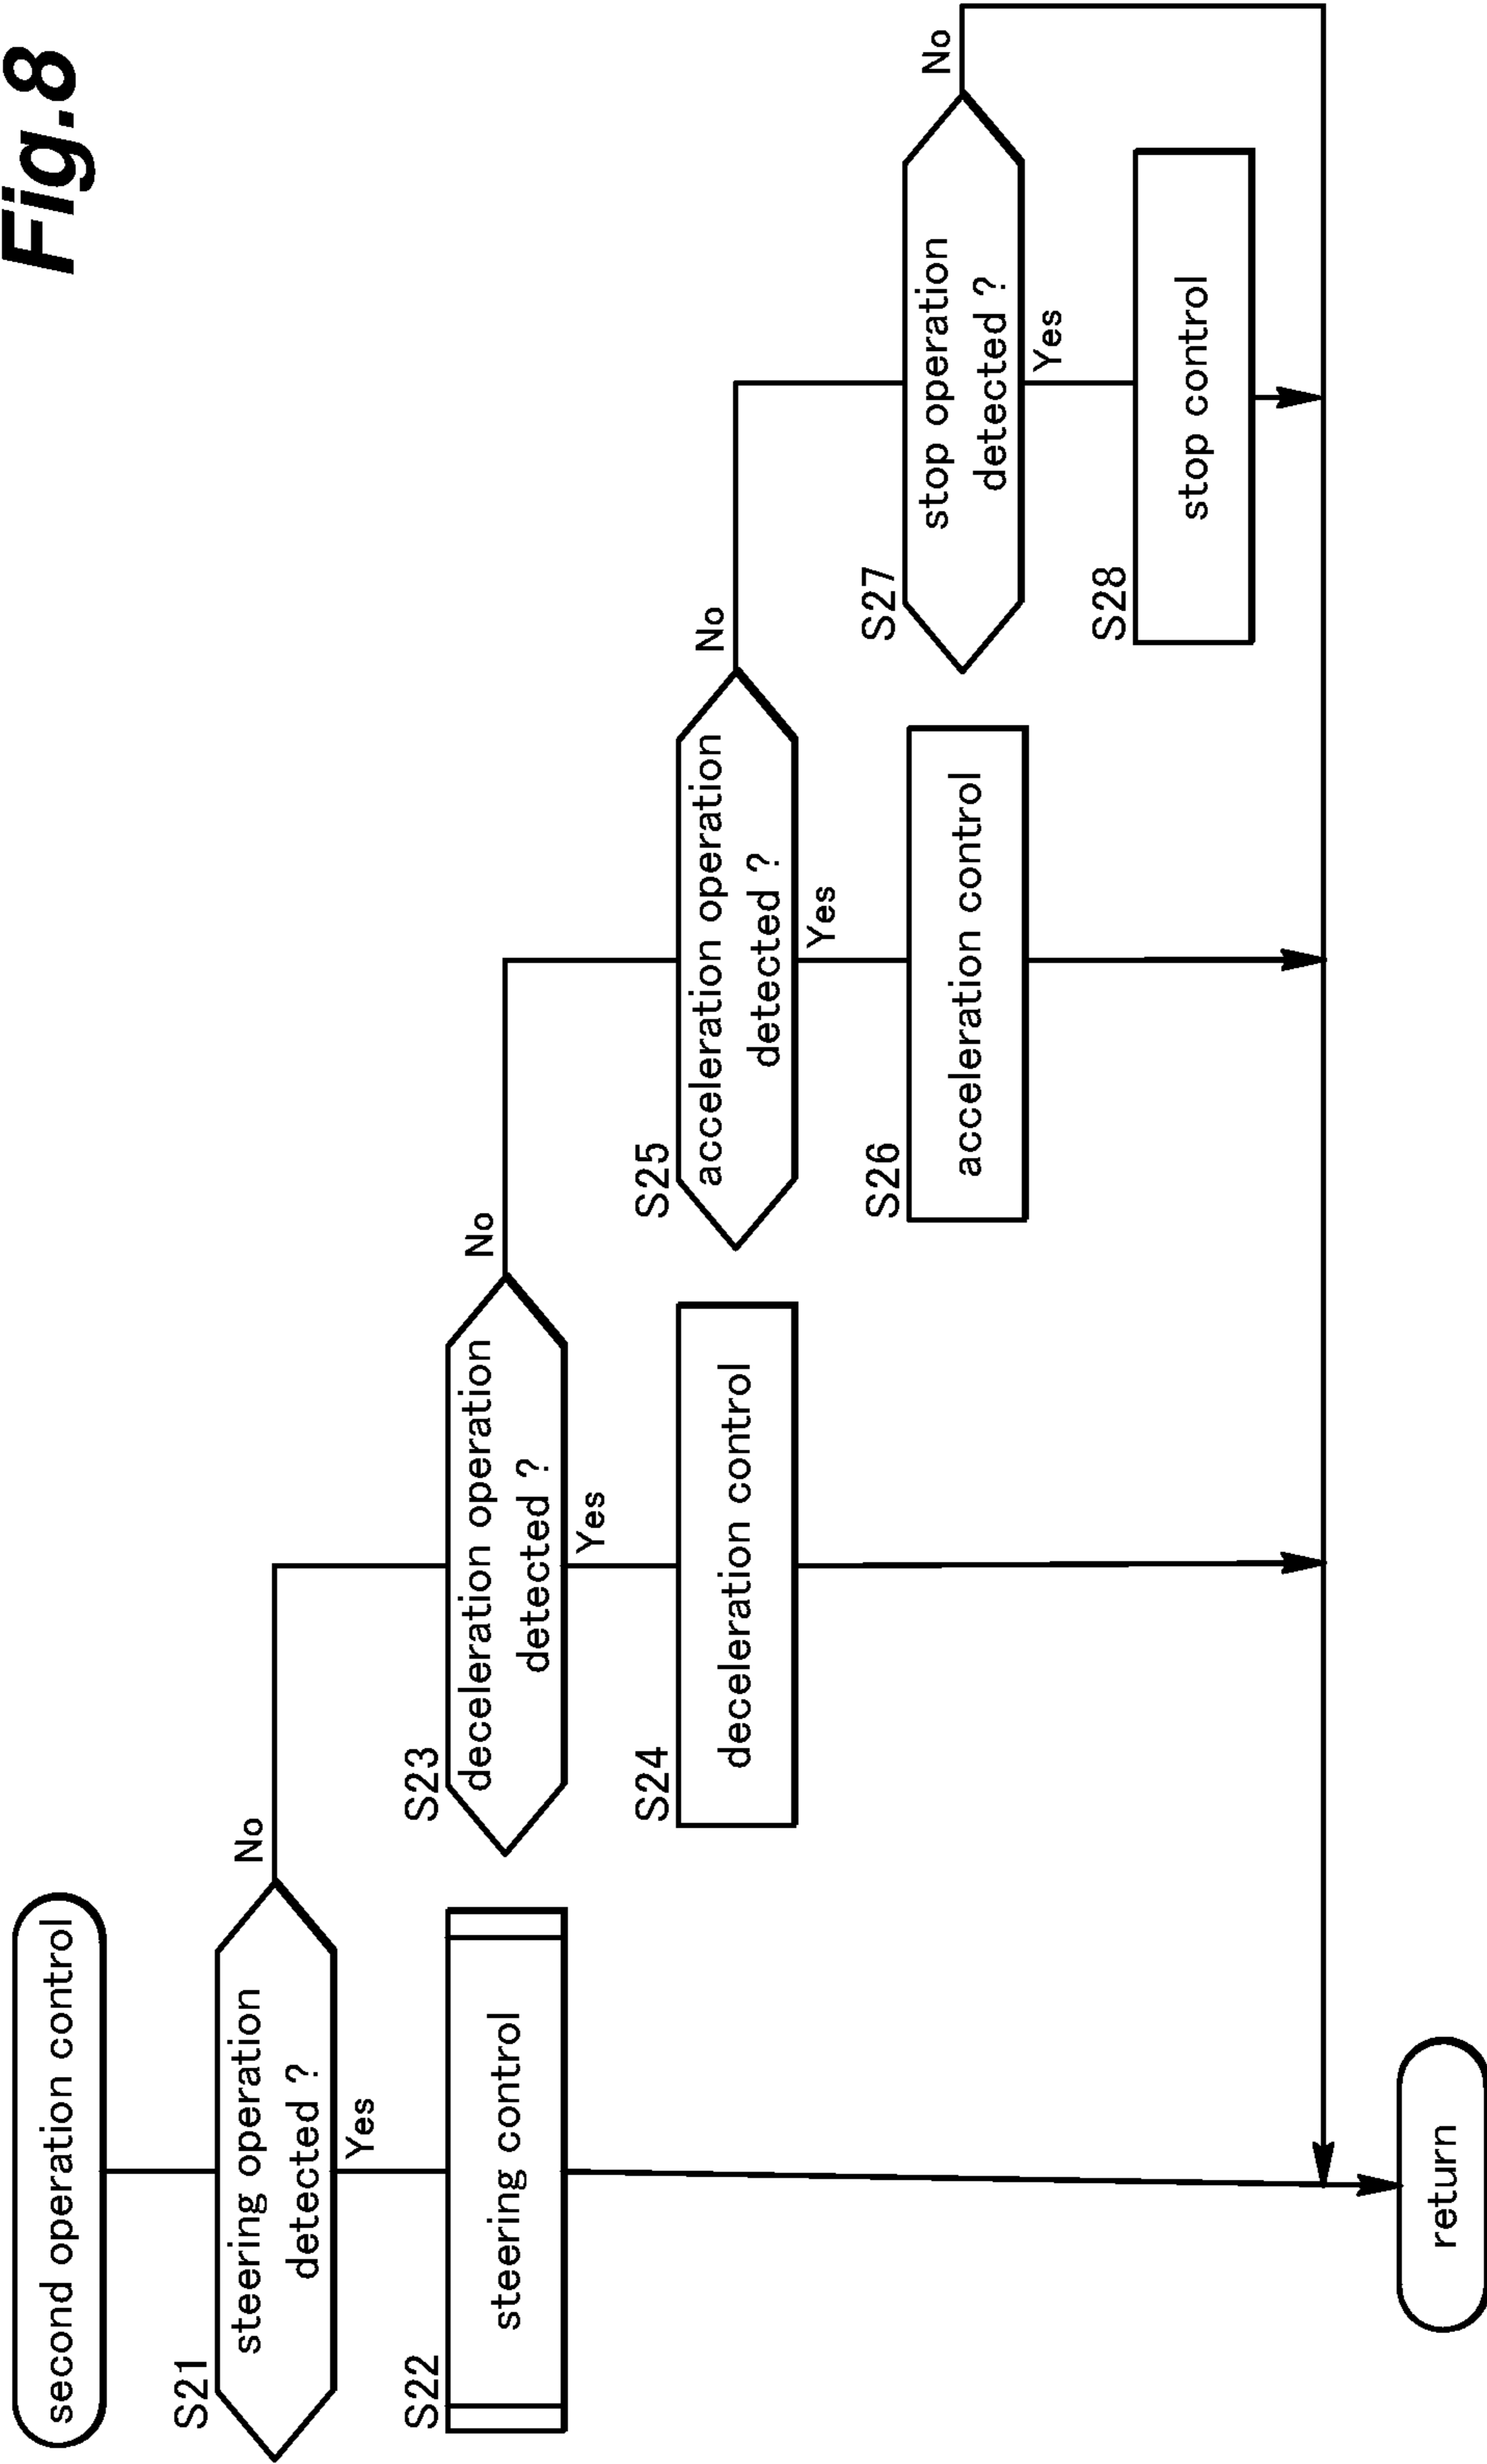 Fig.8
second operation control
S21
steering operation
detected ?
No
Yes
S22
steering control
S23
deceleration operation
detected ?
No
Yes
S24
deceleration control
S25
acceleration operation
detected ?
No
Yes
S26
acceleration control
S27
stop operation
detected ?
No
Yes
S28
stop control
return